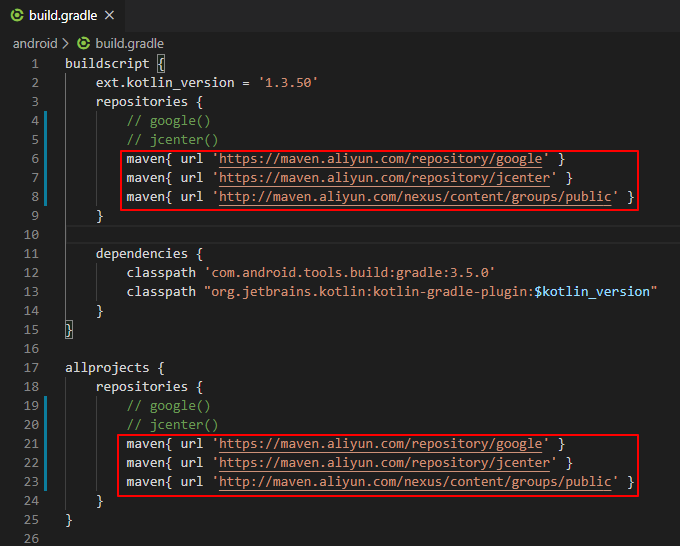 build.gradle ×
android > build.gradle
1 buildscript {
2 ext.kotlin_version = '1.3.50'
3 repositories {
4 // google()
5 // jcenter()
6 maven{ url 'https://maven.aliyun.com/repository/google' }
7 maven{ url 'https://maven.aliyun.com/repository/jcenter' }
8 maven{ url 'http://maven.aliyun.com/nexus/content/groups/public' }
9 }
10
11 dependencies {
12 classpath 'com.android.tools.build:gradle:3.5.0'
13 classpath "org.jetbrains.kotlin:kotlin-gradle-plugin:$kotlin_version"
14 }
15 }
16
17 allprojects {
18 repositories {
19 // google()
20 // jcenter()
21 maven{ url 'https://maven.aliyun.com/repository/google' }
22 maven{ url 'https://maven.aliyun.com/repository/jcenter' }
23 maven{ url 'http://maven.aliyun.com/nexus/content/groups/public' }
24 }
25 }
26